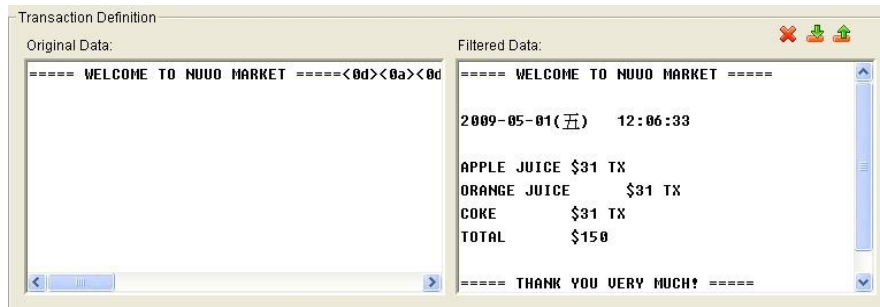 Transaction Definition
Original Data:
===== WELCOME TO NUUO MARKET =====<0d><0a><0d
Filtered Data:
===== WELCOME TO NUUO MARKET =====
2009-05-01(五) 12:06:33
APPLE JUICE $31 TX
ORANGE JUICE $31 TX
COKE $31 TX
TOTAL $150
===== THANK YOU VERY MUCH! =====